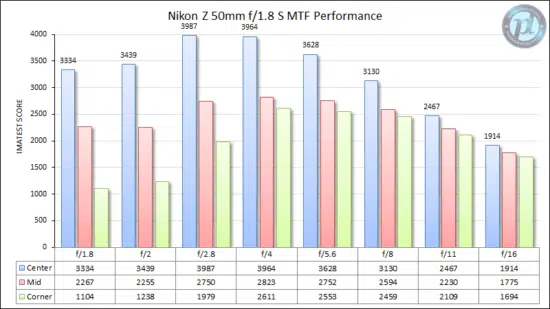 Nikon Z 50mm f/1.8 S MTF Performance
IMATEST SCORE
4000
3500
3000
2500
2000
1500
1000
500
0
3334
3439
3987
3964
3628
3130
2467
1914
f/1.8 f/2 f/2.8 f/4 f/5.6 f/8 f/11 f/16
Center 3334 3439 3987 3964 3628 3130 2467 1914
Mid 2267 2255 2750 2823 2752 2594 2230 1775
Corner 1104 1238 1979 2611 2553 2459 2109 1694